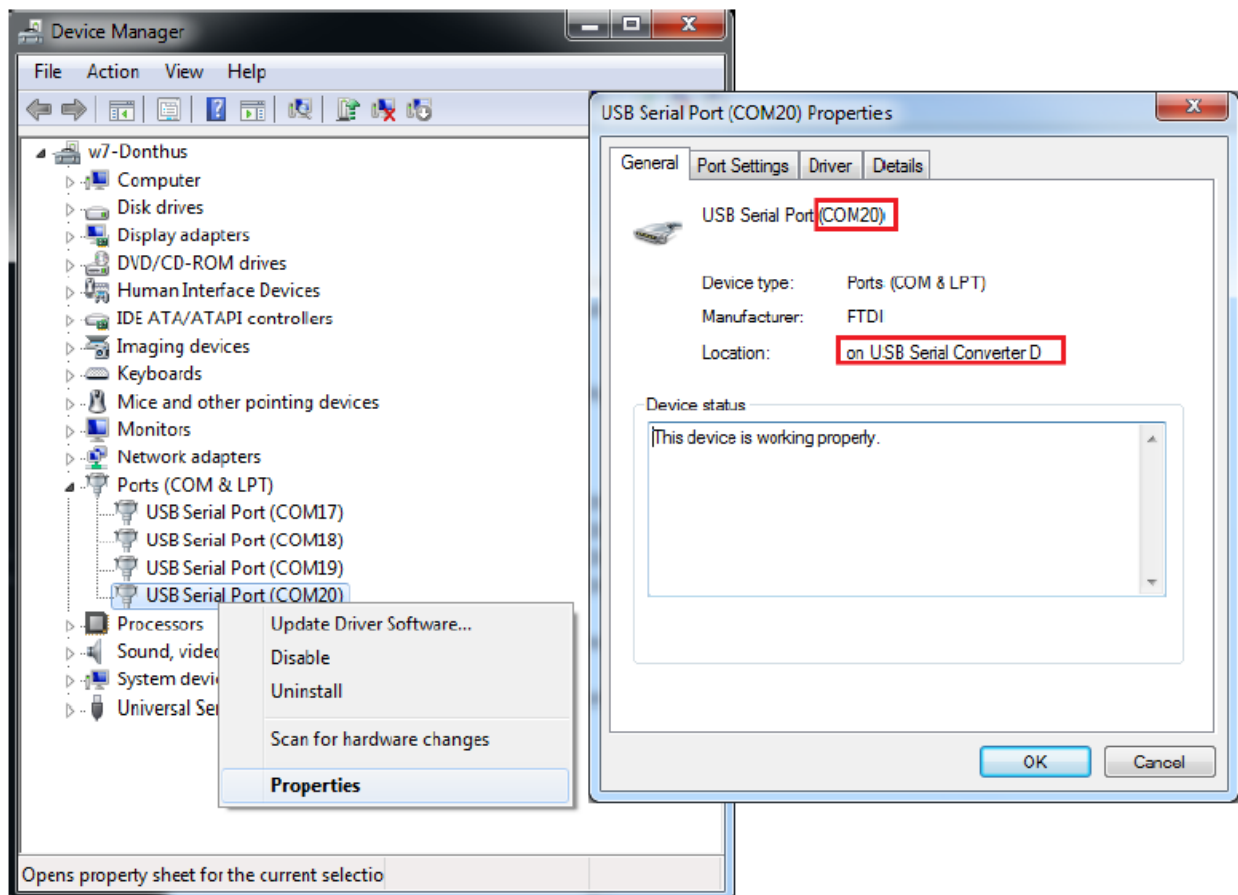 Device Manager
File Action View Help
w7-Donthus
Computer
Disk drives
Display adapters
DVD/CD-ROM drives
Human Interface Devices
IDE ATA/ATAPI controllers
Imaging devices
Keyboards
Mice and other pointing devices
Monitors
Network adapters
Ports (COM & LPT)
USB Serial Port (COM17)
USB Serial Port (COM18)
USB Serial Port (COM19)
USB Serial Port (COM20)
Processors
Sound, video
System devi
Universal Se
Update Driver Software...
Disable
Uninstall
Scan for hardware changes
Properties
Opens property sheet for the current selectio
USB Serial Port (COM20) Properties
General Port Settings Driver Details
USB Serial Port (COM20)
Device type: Ports (COM & LPT)
Manufacturer: FTDI
Location: on USB Serial Converter D
Device status
This device is working properly.
OK Cancel